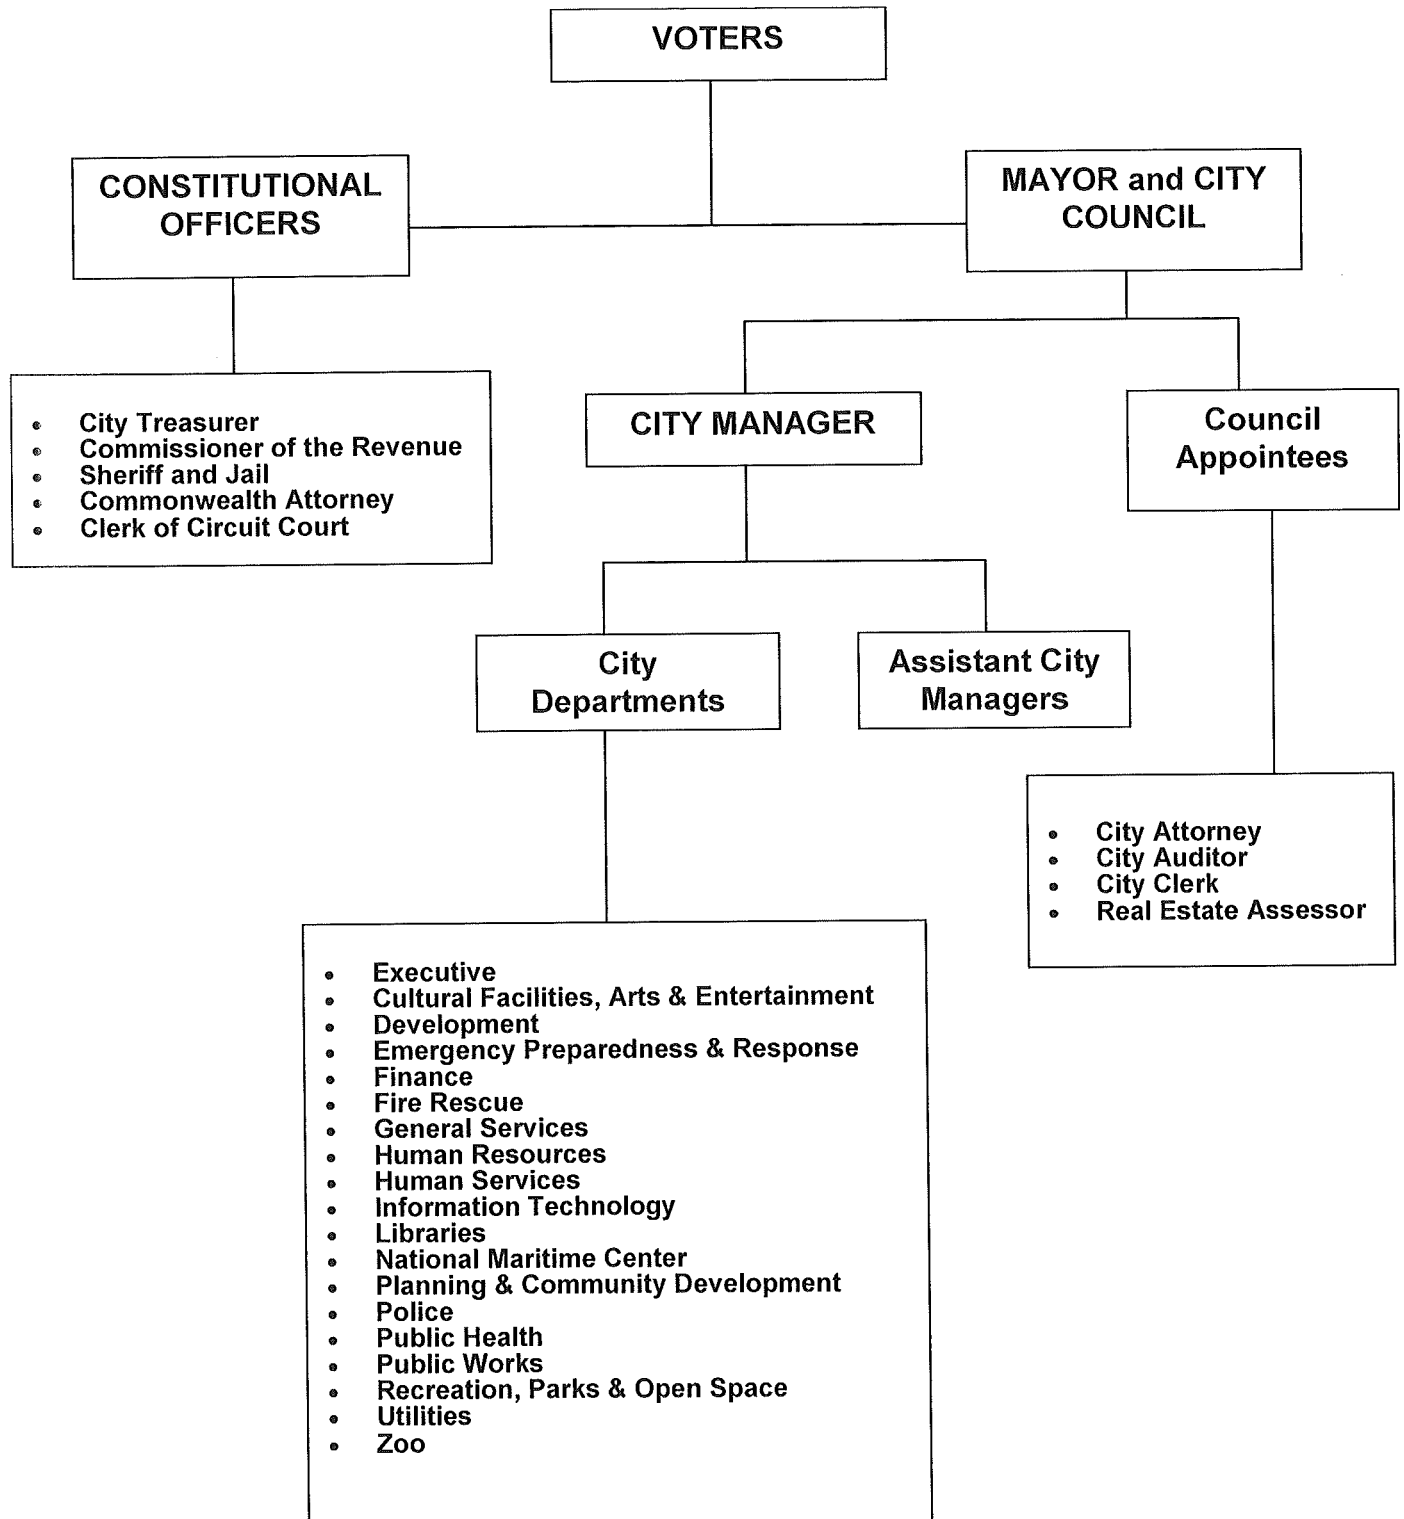 VOTERS
CONSTITUTIONAL
OFFICERS
MAYOR and CITY
COUNCIL
• City Treasurer
• Commissioner of the Revenue
• Sheriff and Jail
• Commonwealth Attorney
• Clerk of Circuit Court
CITY MANAGER
Council
Appointees
City
Departments
Assistant City
Managers
• City Attorney
• City Auditor
• City Clerk
• Real Estate Assessor
• Executive
• Cultural Facilities, Arts & Entertainment
• Development
• Emergency Preparedness & Response
• Finance
• Fire Rescue
• General Services
• Human Resources
• Human Services
• Information Technology
• Libraries
• National Maritime Center
• Planning & Community Development
• Police
• Public Health
• Public Works
• Recreation, Parks & Open Space
• Utilities
• Zoo